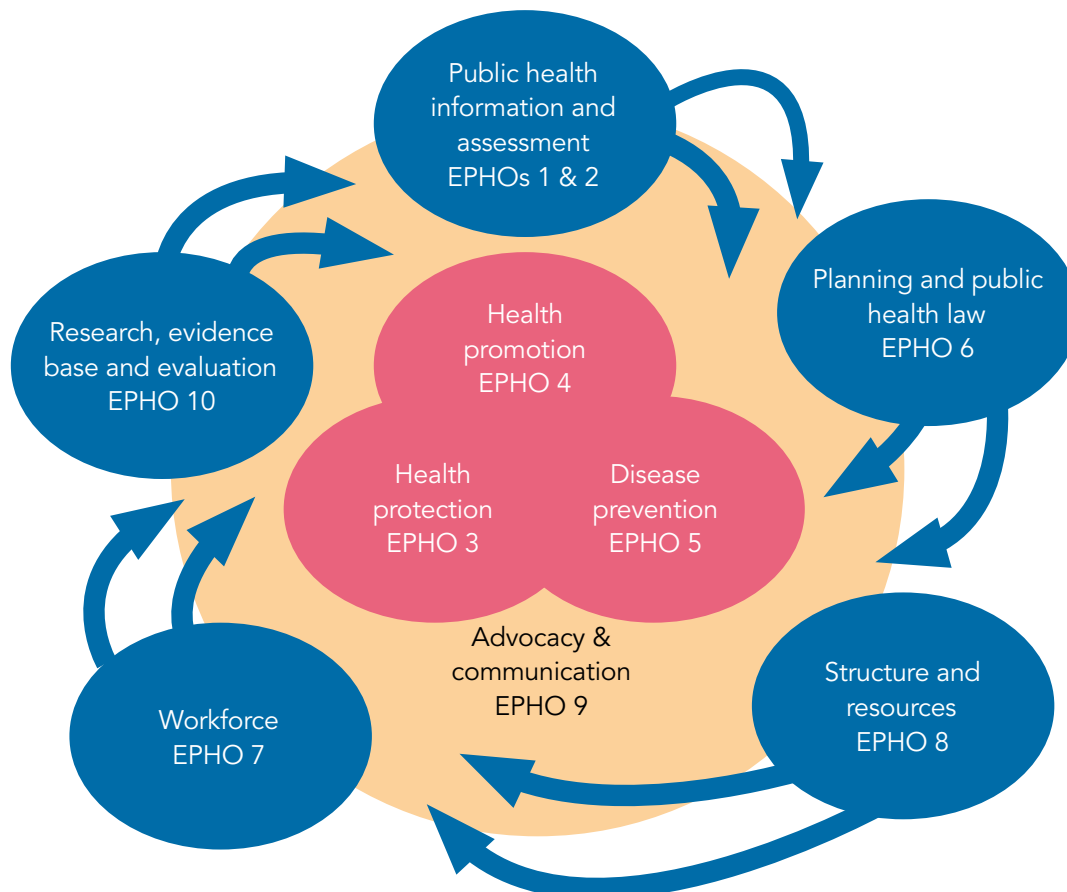 Public health
information and
assessment
EPHOs 1 & 2
Planning and public
health law
EPHO 6
Research, evidence
base and evaluation
EPHO 10
Health
promotion
EPHO 4
Health
protection
EPHO 3
Disease
prevention
EPHO 5
Advocacy &
communication
EPHO 9
Structure and
resources
EPHO 8
Workforce
EPHO 7